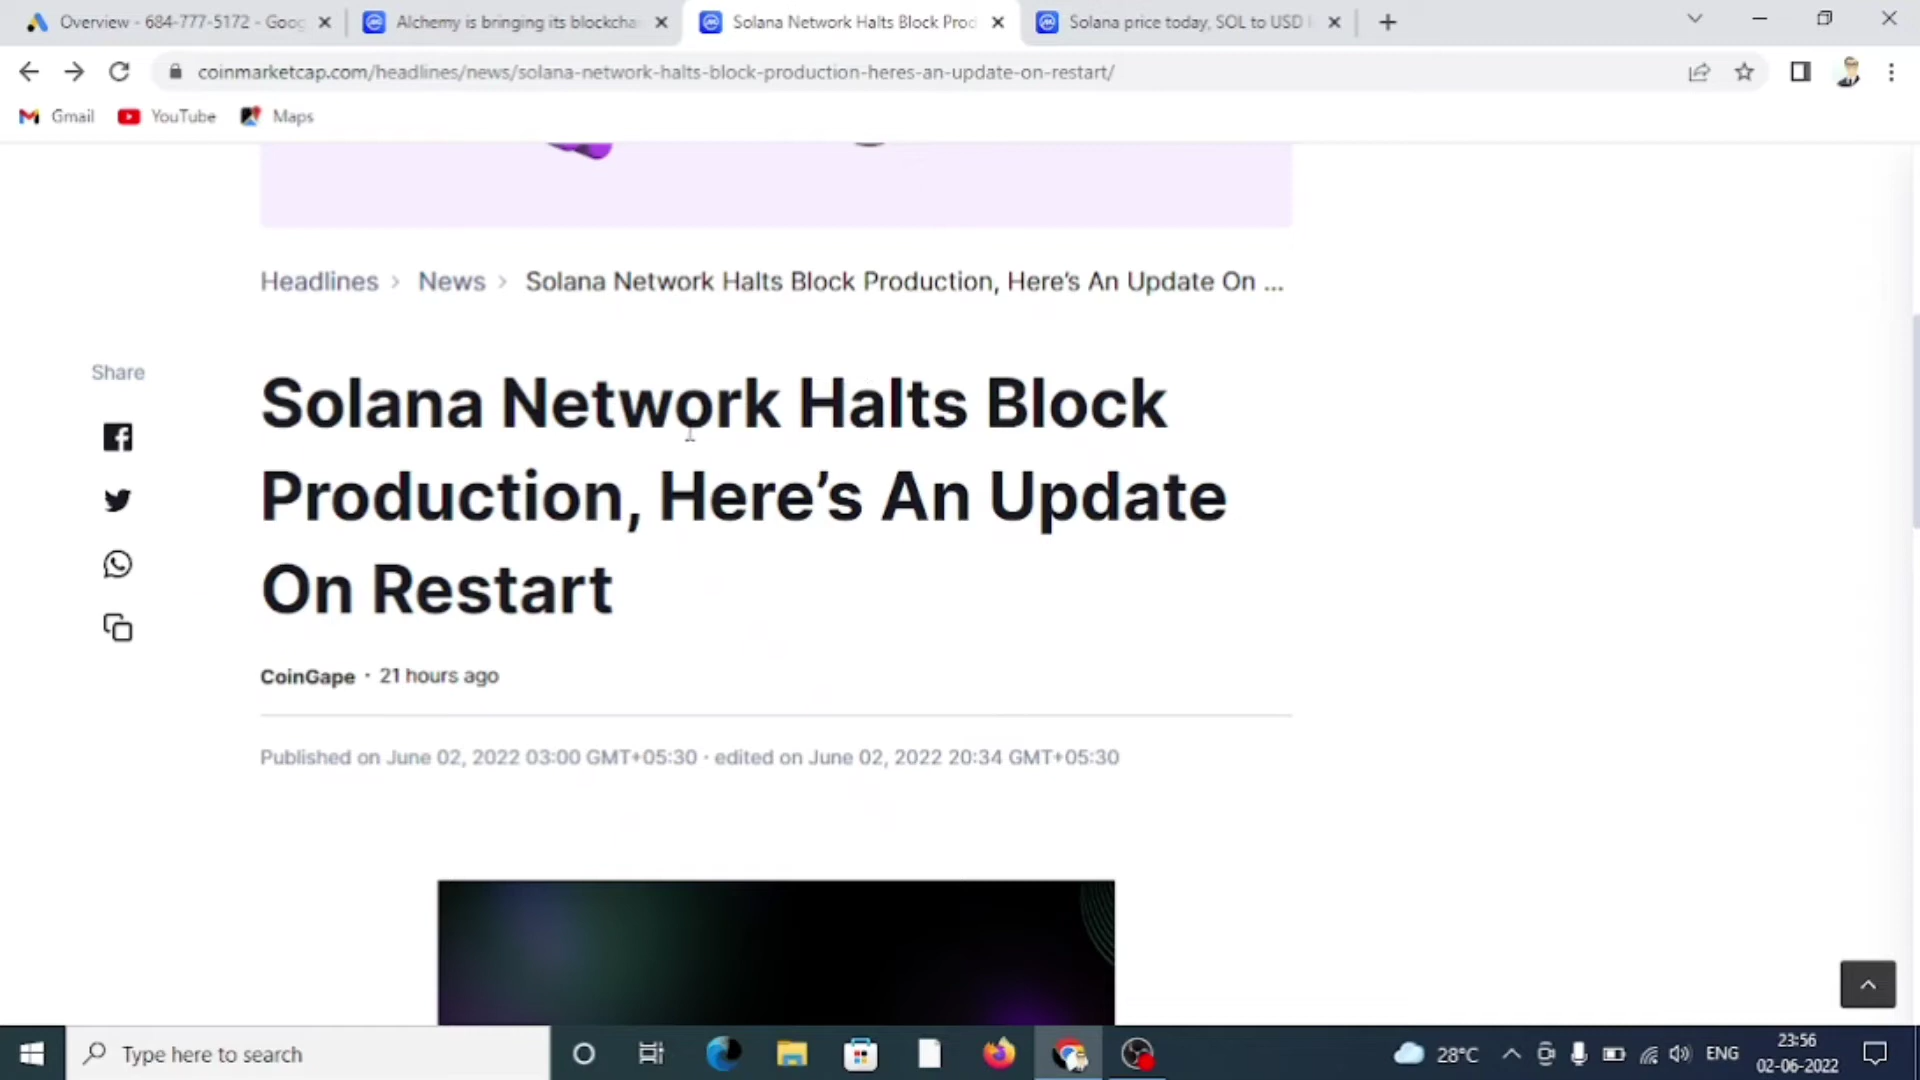 Overview - 684-777-5172 - Goog
Alchemy is bringing its blockcha
Solana Network Halts Block Prod
Solana price today, SOL to USD
coinmarketcap.com/headlines/news/solana-network-halts-block-production-heres-an-update-on-restart/
Gmail YouTube Maps
Headlines > News > Solana Network Halts Block Production, Here's An Update On ...
Share
Solana Network Halts Block
Production, Here's An Update
On Restart
CoinGape · 21 hours ago
Published on June 02, 2022 03:00 GMT+05:30 · edited on June 02, 2022 20:34 GMT+05:30
Type here to search
28°C
ENG
23:56
02-06-2022